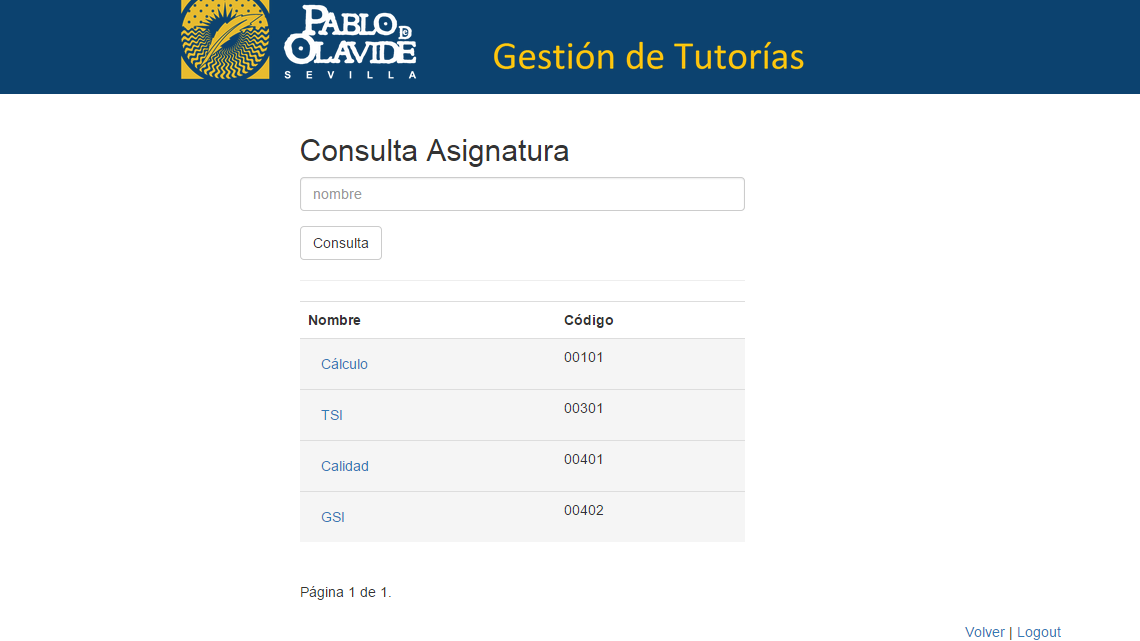 PABLO DE
OLAVIDE
SEVILLA
Gestión de Tutorías
Consulta Asignatura
nombre
Consulta
Nombre Código
Cálculo 00101
TSI 00301
Calidad 00401
GSI 00402
Página 1 de 1.
Volver | Logout